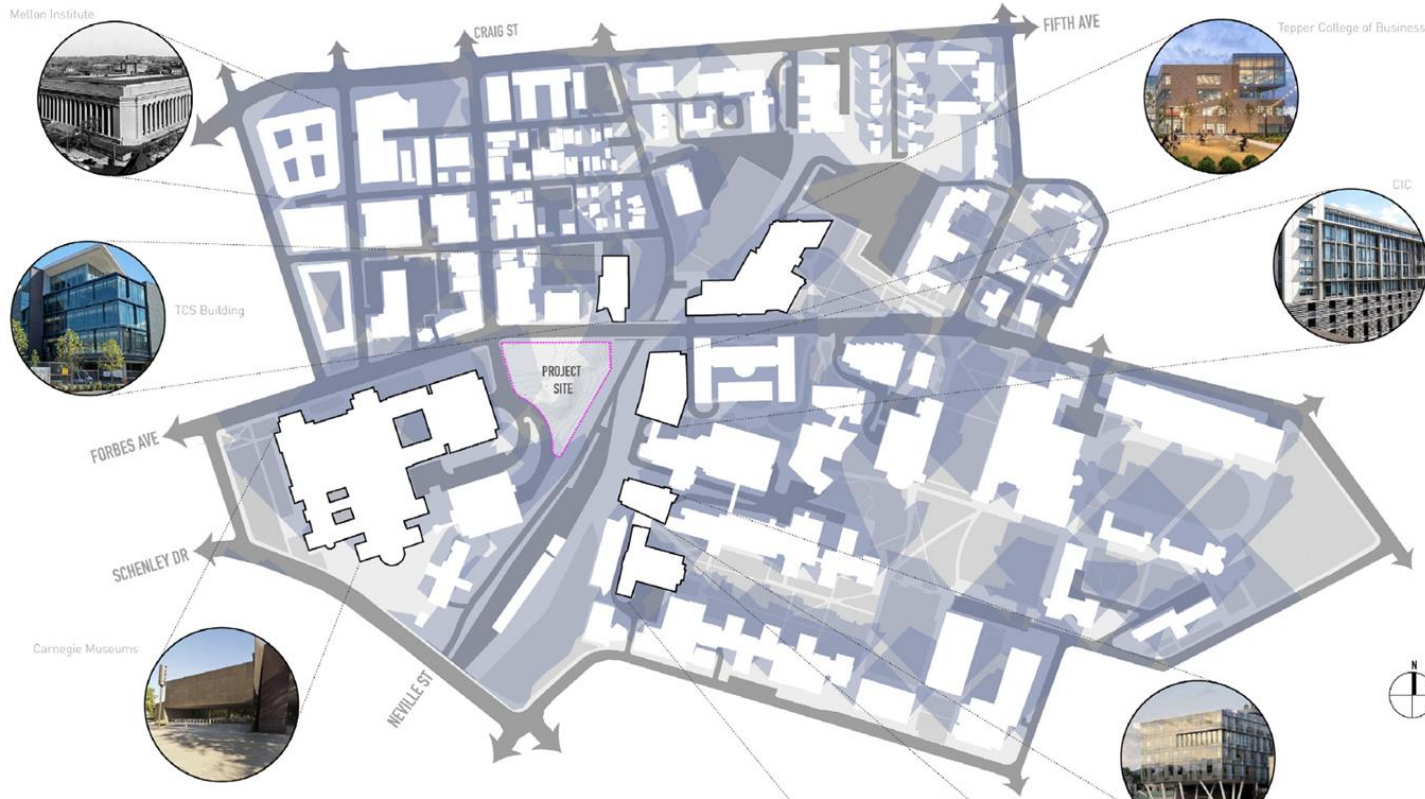 Mellon Institute
CRAIG ST
FIFTH AVE
Tepper College of Business
CIC
TCS Building
PROJECT
SITE
FORBES AVE
SCHENLEY DR
Carnegie Museums
NEVILLE ST
N